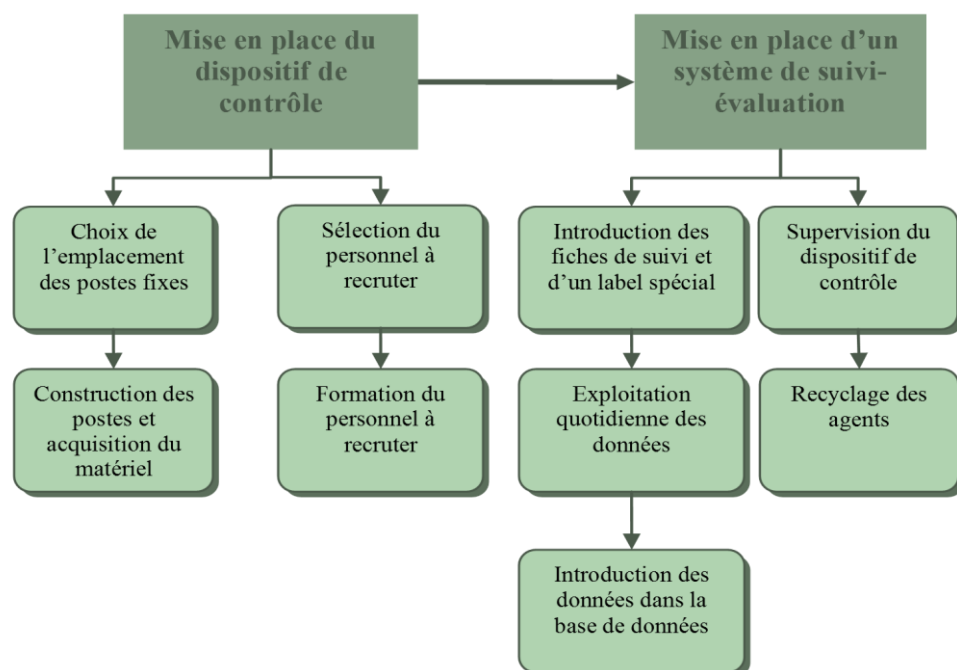 Mise en place du
dispositif de
contrôle
Mise en place d’un
système de suivi-
évaluation
Choix de
l’emplacement
des postes fixes
Sélection du
personnel à
recruter
Introduction des
fiches de suivi et
d’un label spécial
Supervision du
dispositif de
contrôle
Construction des
postes et
acquisition du
matériel
Formation du
personnel à
recruter
Exploitation
quotidienne des
données
Recyclage des
agents
Introduction des
données dans la
base de données